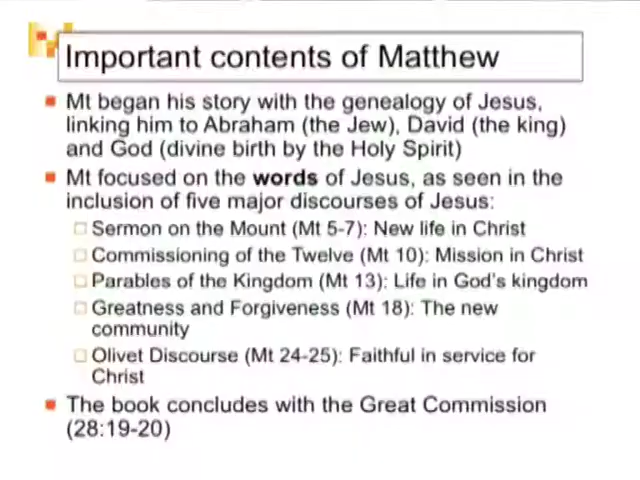 Important contents of Matthew
Mt began his story with the genealogy of Jesus,
linking him to Abraham (the Jew), David (the king)
and God (divine birth by the Holy Spirit)
Mt focused on the words of Jesus, as seen in the
inclusion of five major discourses of Jesus:
Sermon on the Mount (Mt 5-7): New life in Christ
Commissioning of the Twelve (Mt 10): Mission in Christ
Parables of the Kingdom (Mt 13): Life in God's kingdom
Greatness and Forgiveness (Mt 18): The new
community
Olivet Discourse (Mt 24-25): Faithful in service for
Christ
The book concludes with the Great Commission
(28:19-20)